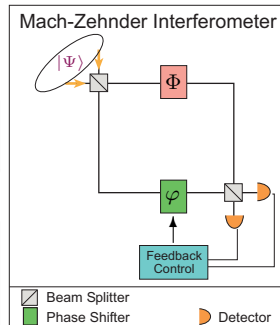 Mach-Zehnder Interferometer
|Ψ⟩
Φ
φ
Feedback
Control
Beam Splitter
Phase Shifter
Detector